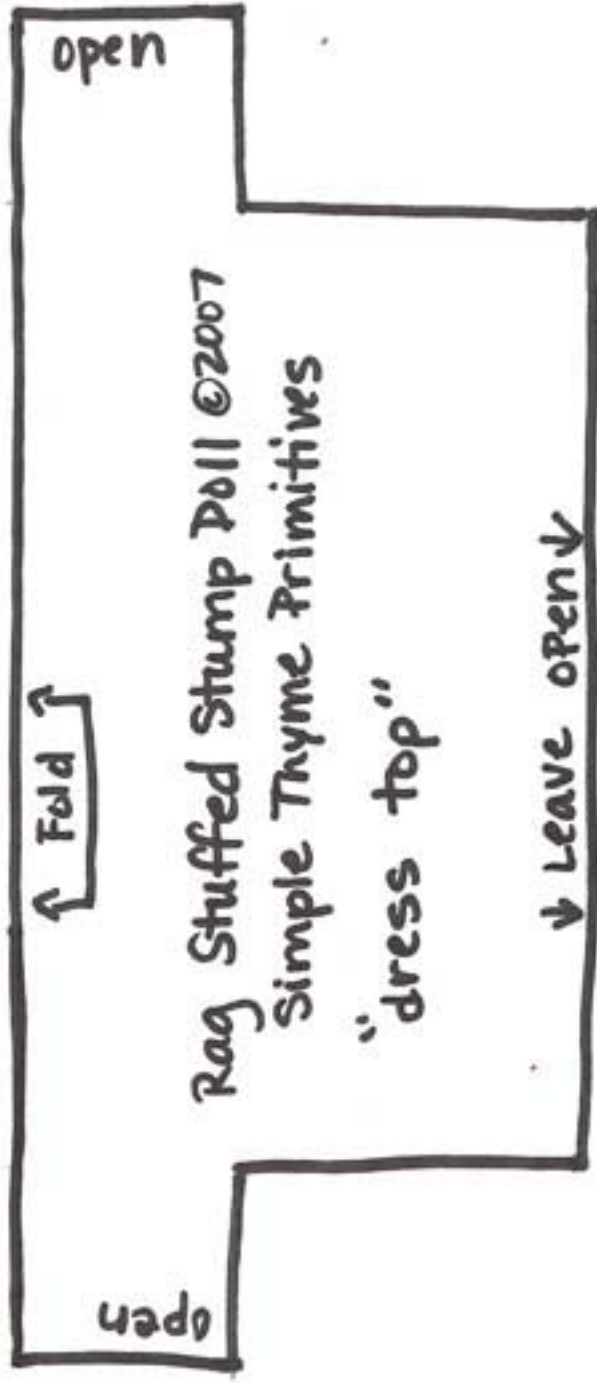 Fold
open
open
Rag Stuffed Stump Doll ©2007
Simple Thyme Primitives
"dress top"
Leave open